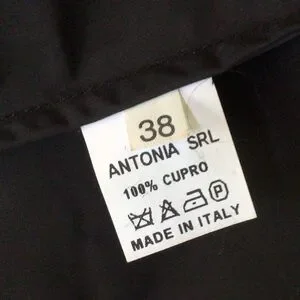 38
ANTONIA SRL
100% CUPRO
P
MADE IN ITALY